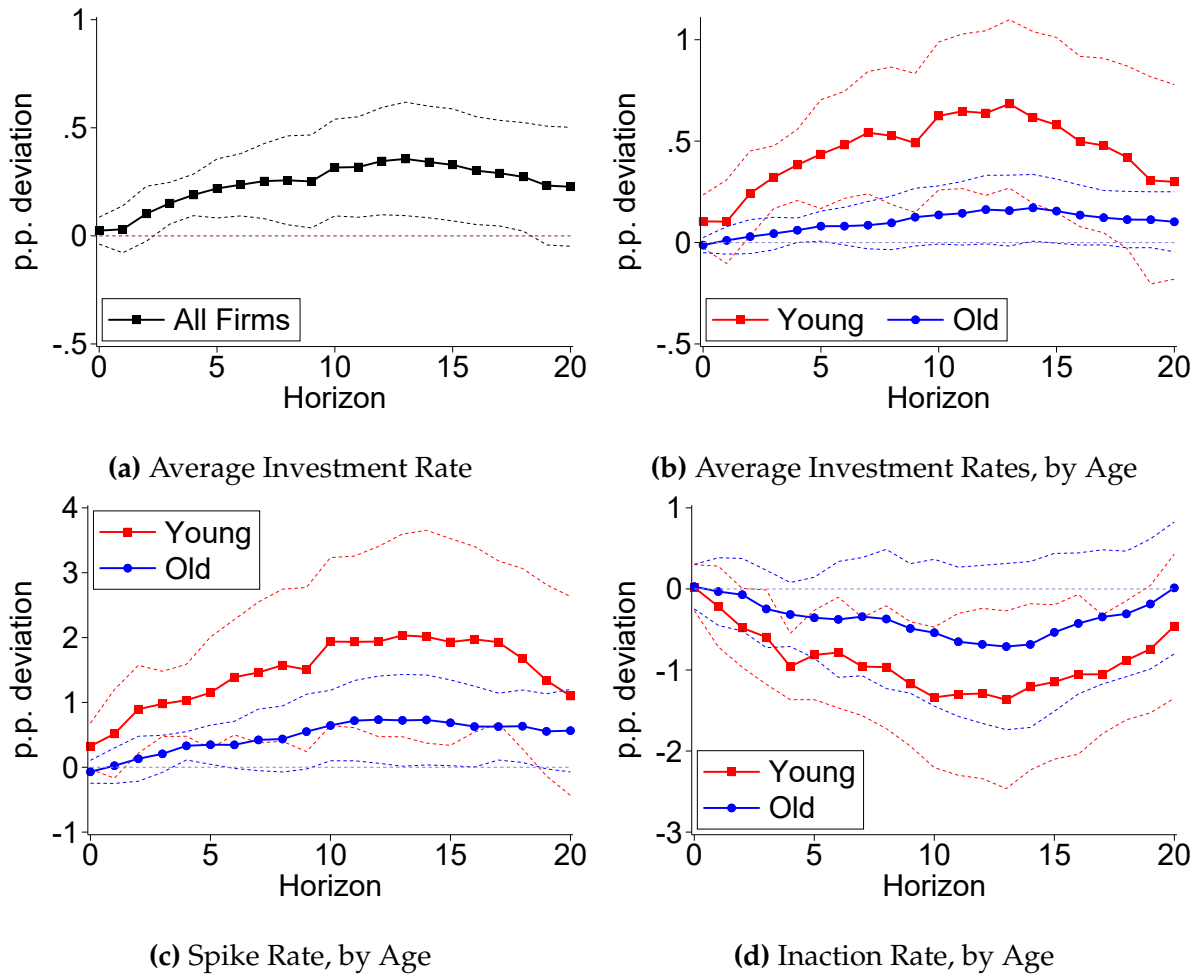 1
.5
0
-.5
p.p. deviation
All Firms
0 5 10 15 20
Horizon
(a) Average Investment Rate
1
.5
0
-.5
p.p. deviation
Young Old
0 5 10 15 20
Horizon
(b) Average Investment Rates, by Age
4
3
2
1
0
-1
p.p. deviation
Young
Old
0 5 10 15 20
Horizon
(c) Spike Rate, by Age
1
0
-1
-2
-3
p.p. deviation
Young
Old
0 5 10 15 20
Horizon
(d) Inaction Rate, by Age